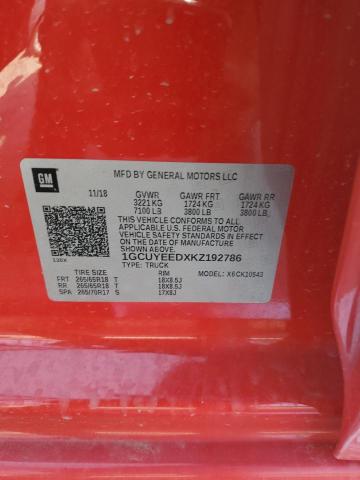 GM
MFD BY GENERAL MOTORS LLC
11/18 GVWR GAWR FRT GAWR RR
3221 KG 1724 KG 1724 KG
7100 LB 3800 LB 3800 LB
THIS VEHICLE CONFORMS TO ALL APPLICABLE
U.S. FEDERAL MOTOR
VEHICLE SAFETY STANDARDS
IN EFFECT ON THE DATE OF
MANUFACTURE SHOWN ABOVE.
1GCUYEEDXKZ192786
TYPE: TRUCK
TIRE SIZE RIM MODEL: X6CK10543
FRT 265/65R18 T 18X8.5J
RR 265/65R18 T 18X8.5J
SPA 265/70R17 S 17X8J